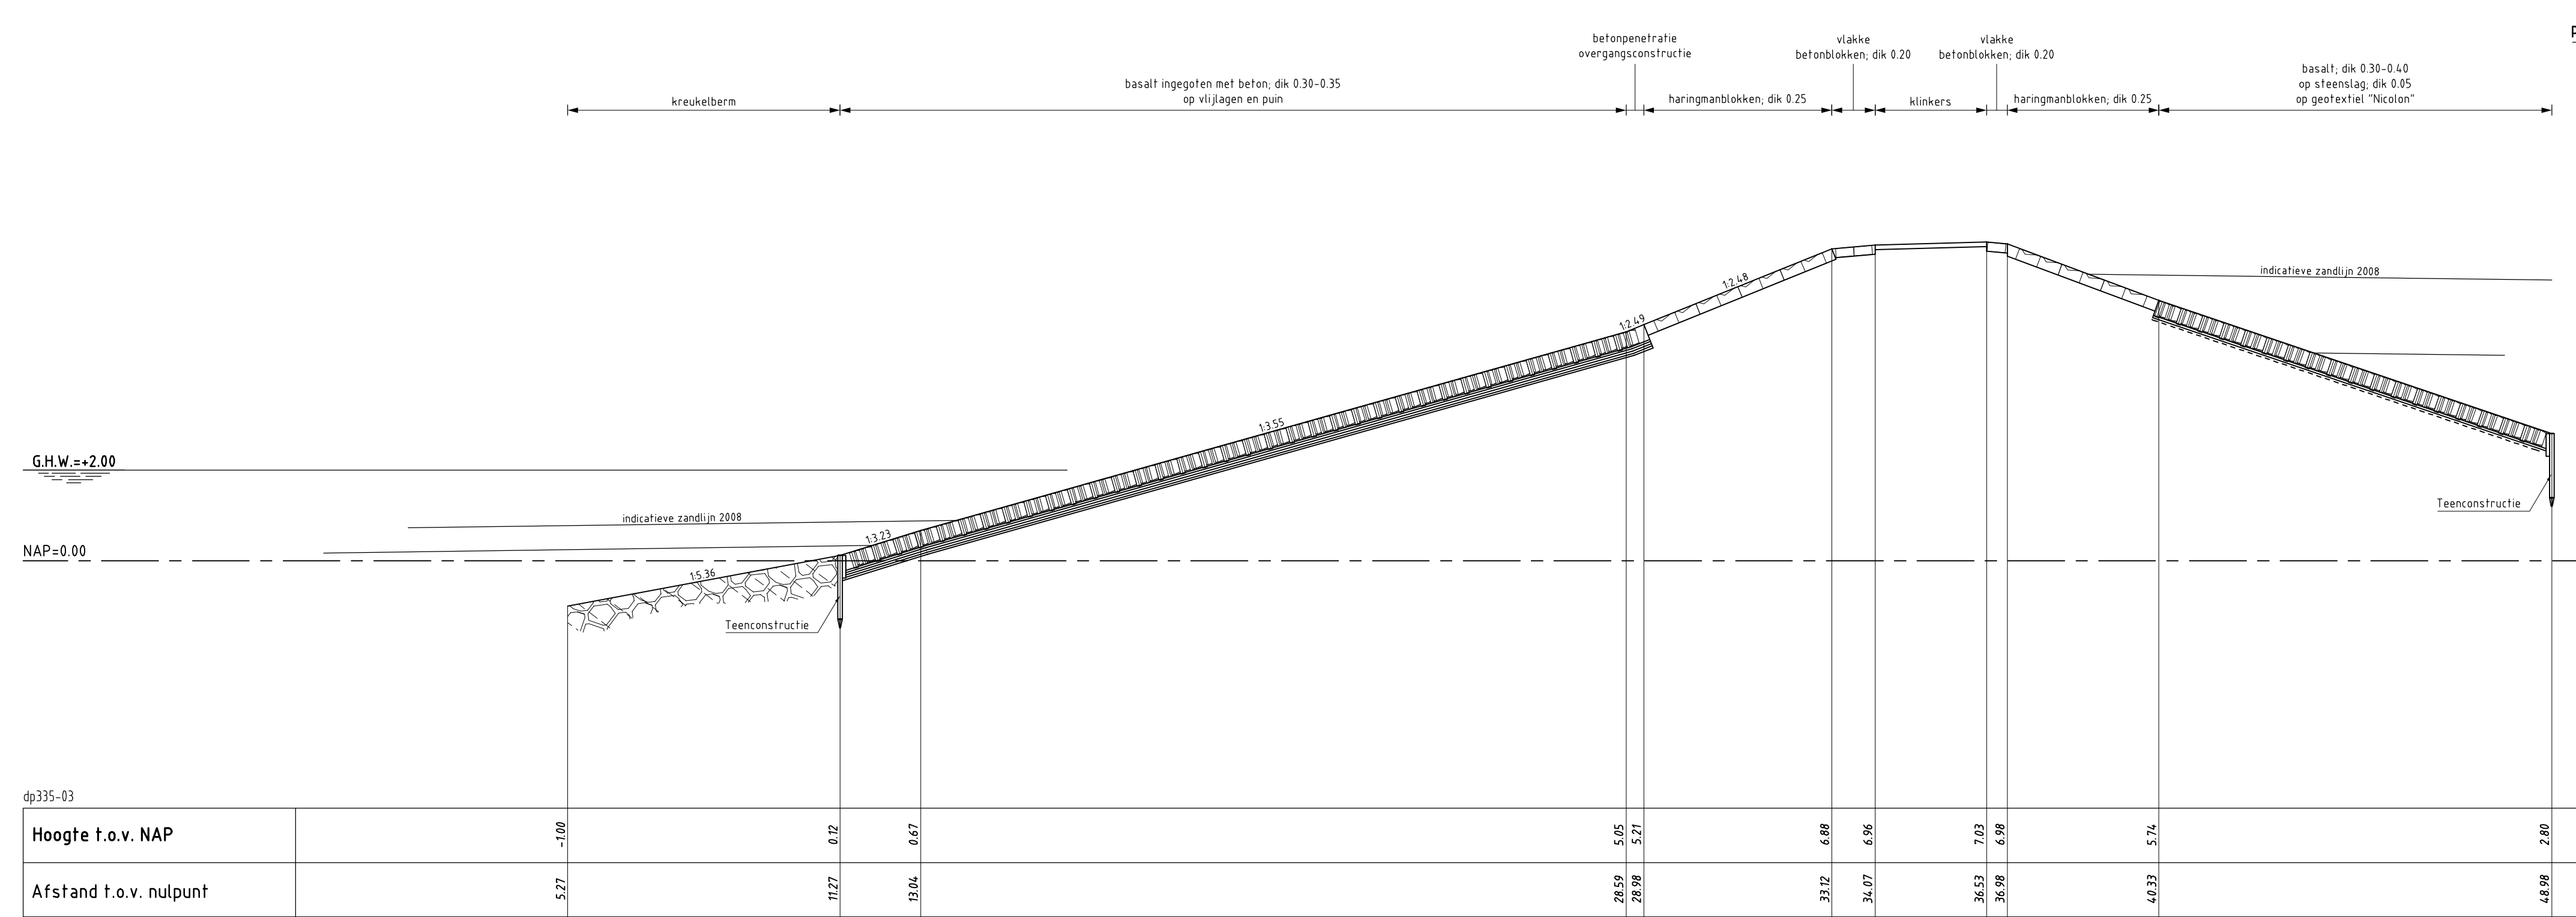 betonpenetratie
overgangsconstructie
vlakke
betonblokken; dik 0.20
vlakke
betonblokken; dik 0.20
basalt; dik 0.30-0.40
op steenslag; dik 0.05
op geotextiel "Nicolon"
basalt ingegoten met beton; dik 0.30-0.35
op vlijlagen en puin
kreukelberm
haringmanblokken; dik 0.25
klinkers
haringmanblokken; dik 0.25
indicatieve zandlijn 2008
1:2.48
1:2.49
1:3.55
G.H.W.=+2.00
Teenconstructie
indicatieve zandlijn 2008
1:3.23
NAP=0.00
1:5.36
Teenconstructie
dp335-03
Hoogte t.o.v. NAP -1.00 0.12 0.67 5.05 5.21 6.88 6.96 7.03 6.98 5.74 2.80
Afstand t.o.v. nulpunt 5.27 11.27 13.04 28.59 28.98 33.12 34.07 36.53 36.98 40.33 48.98